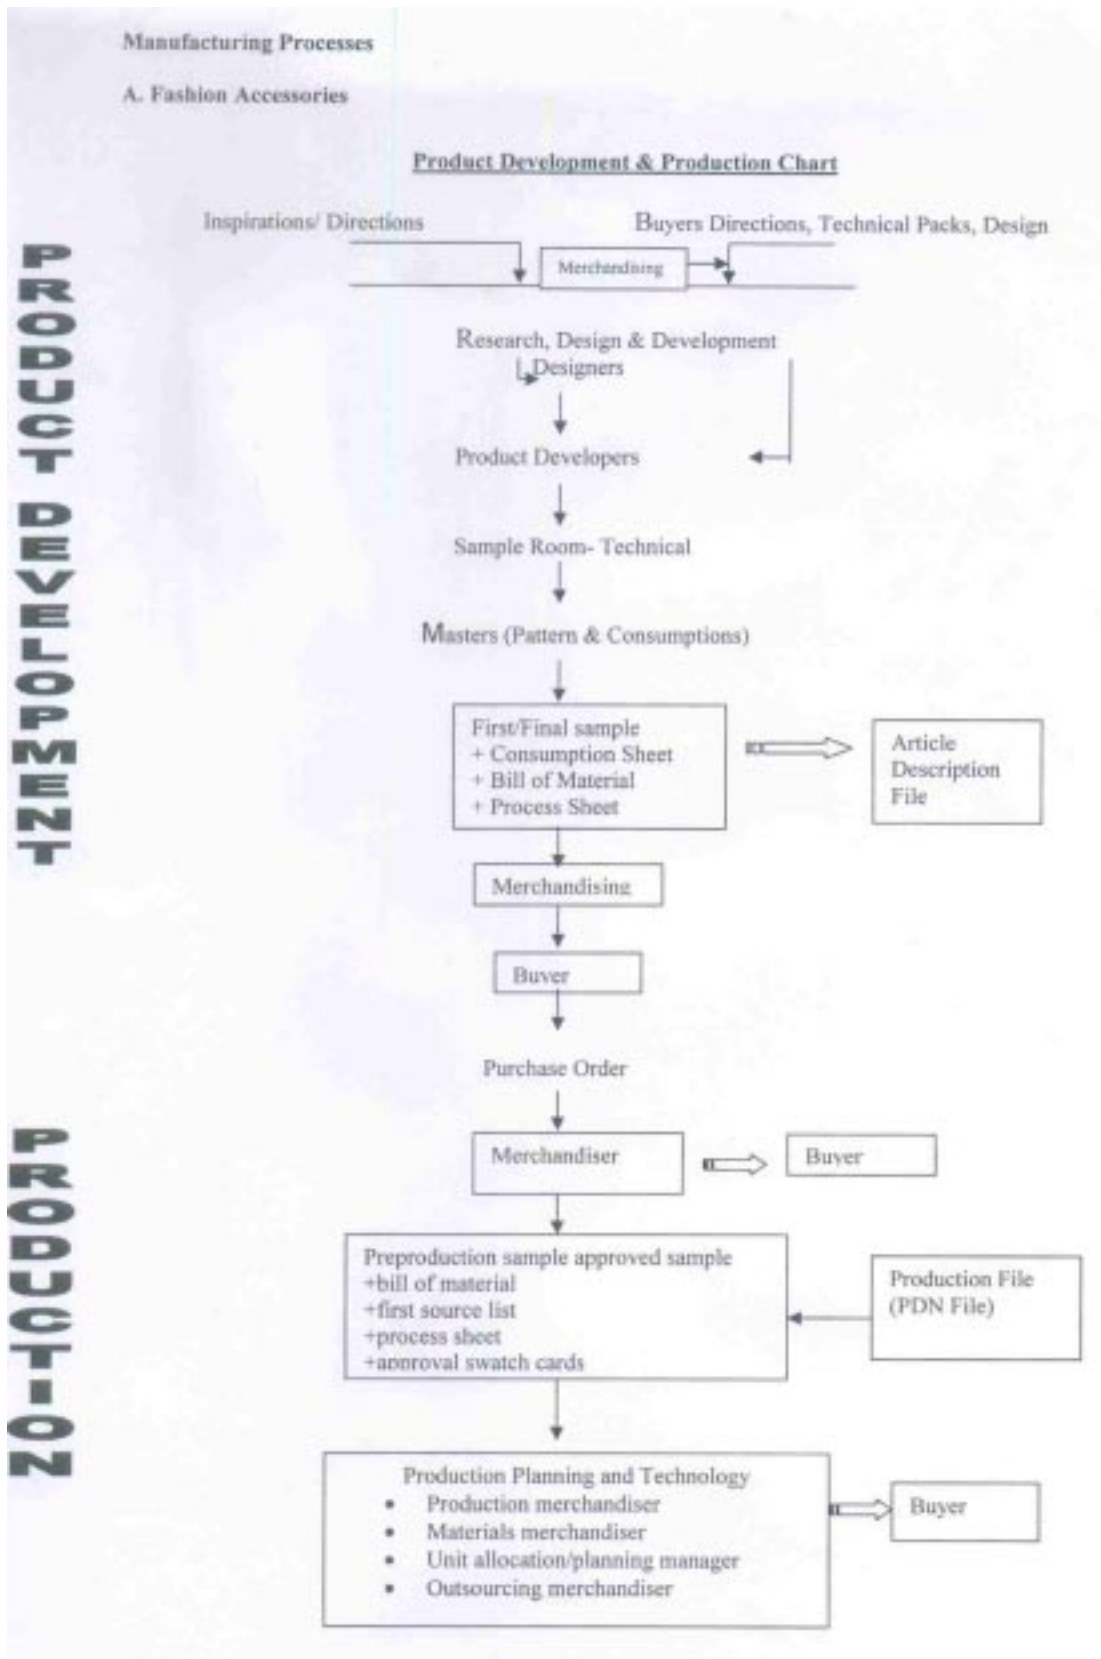 Manufacturing Processes
A. Fashion Accessories
Product Development & Production Chart
Inspirations/ Directions
Buyers Directions, Technical Packs, Design
Merchandising
PRODUCT DEVELOPMENT
Research, Design & Development
Designers
Product Developers
Sample Room- Technical
Masters (Pattern & Consumptions)
First/Final sample
+ Consumption Sheet
+ Bill of Material
+ Process Sheet
Article
Description
File
Merchandising
Buyer
Purchase Order
PRODUCTION
Merchandiser
Buyer
Preproduction sample approved sample
+bill of material
+first source list
+process sheet
+approval swatch cards
Production File
(PDN File)
Production Planning and Technology
• Production merchandiser
• Materials merchandiser
• Unit allocation/planning manager
• Outsourcing merchandiser
Buyer